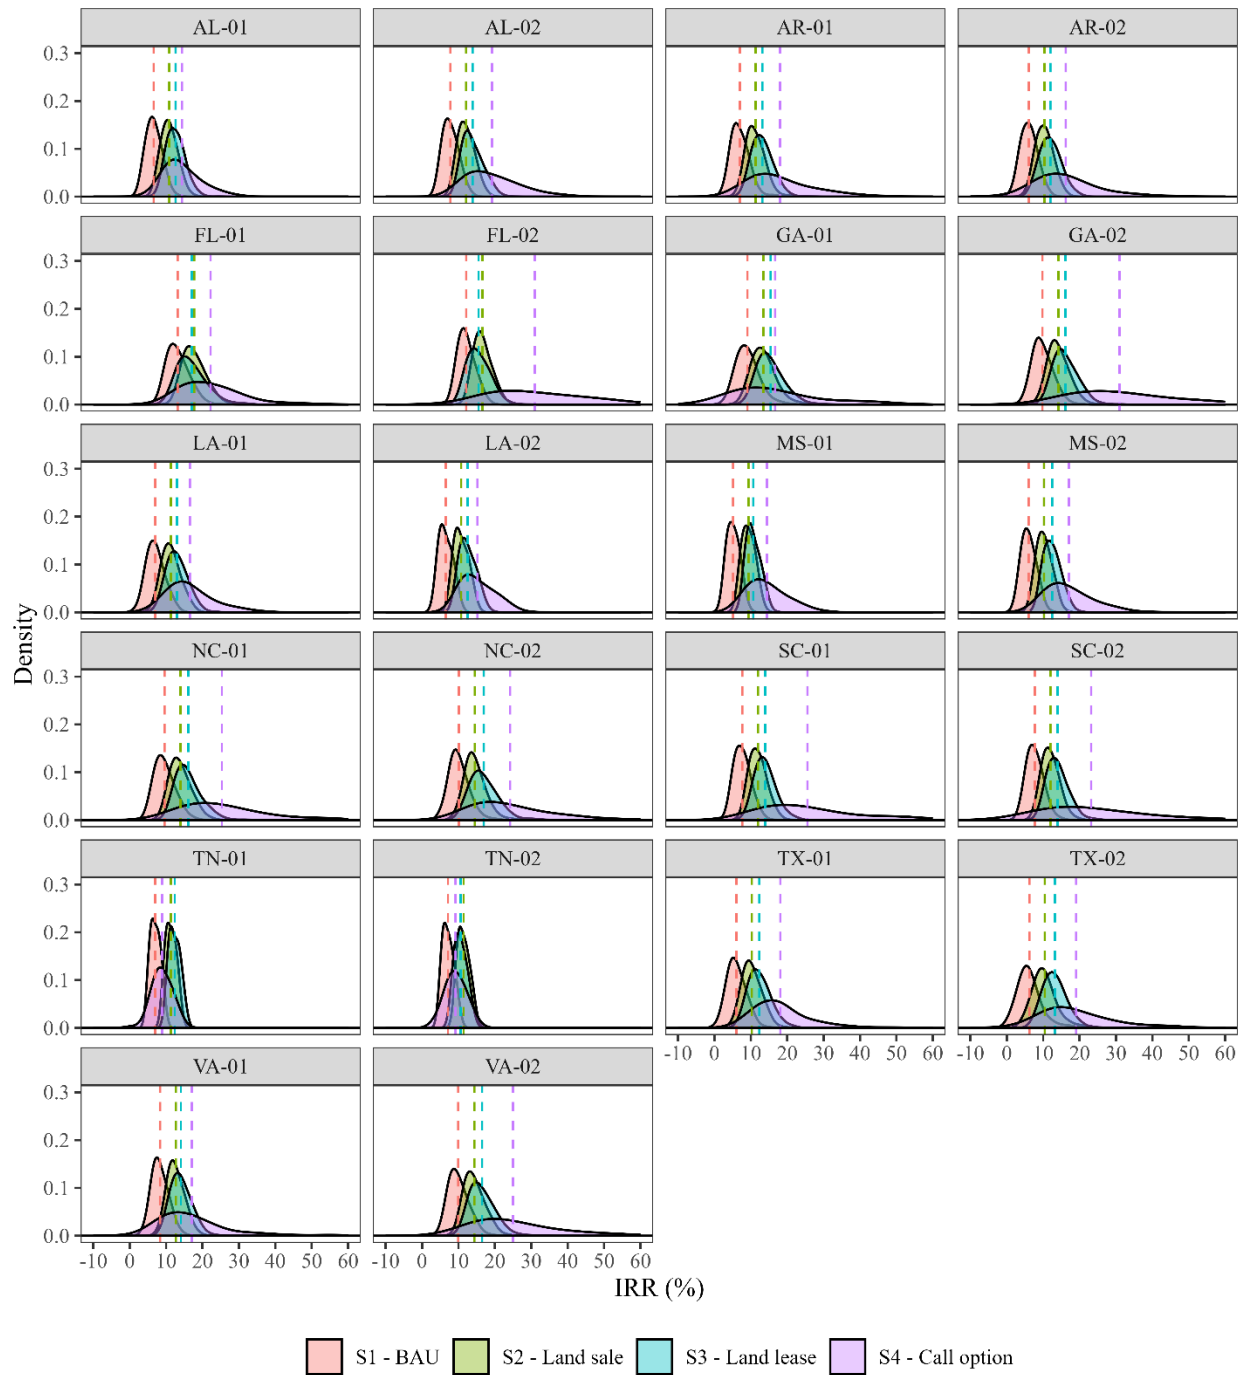 AL-01 AL-02 AR-01 AR-02
0.3
0.2
0.1
0.0
FL-01 FL-02 GA-01 GA-02
0.3
0.2
0.1
0.0
LA-01 LA-02 MS-01 MS-02
0.3
0.2
0.1
0.0
Density
NC-01 NC-02 SC-01 SC-02
0.3
0.2
0.1
0.0
TN-01 TN-02 TX-01 TX-02
0.3
0.2
0.1
0.0
-10 0 10 20 30 40 50 60 -10 0 10 20 30 40 50 60
VA-01 VA-02
0.3
0.2
0.1
0.0
-10 0 10 20 30 40 50 60 -10 0 10 20 30 40 50 60
IRR (%)
S1 - BAU S2 - Land sale S3 - Land lease S4 - Call option